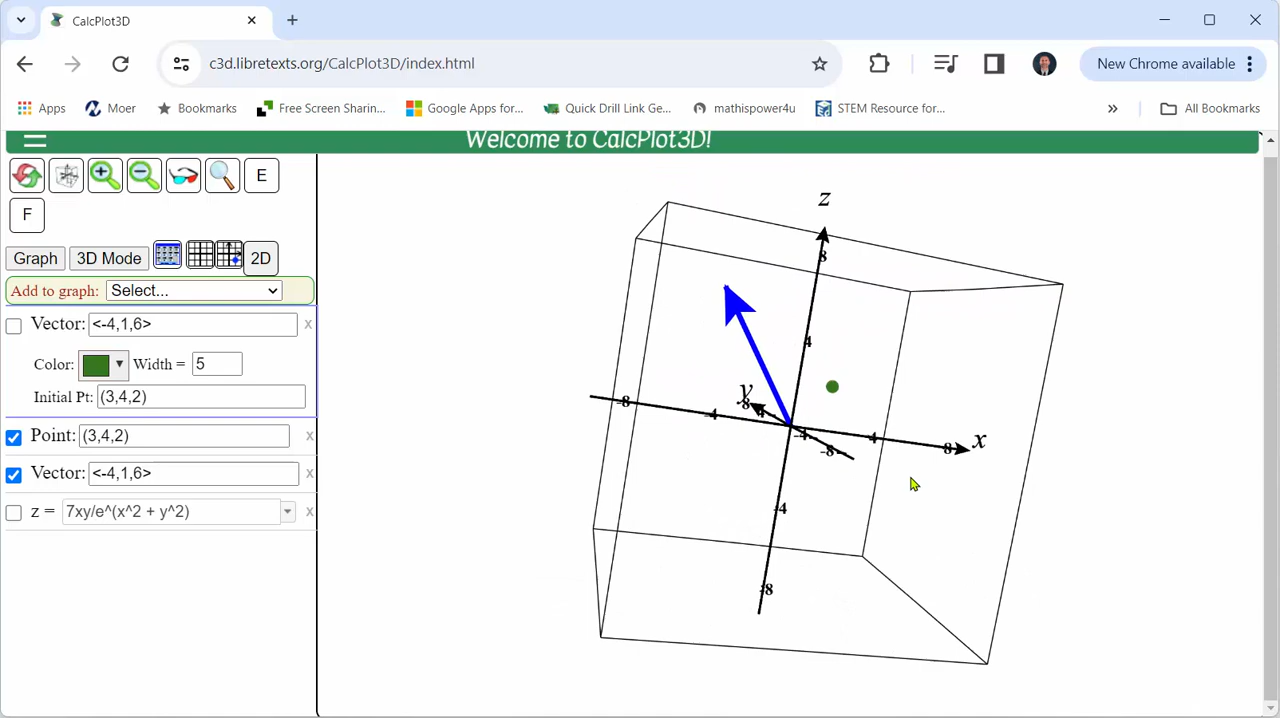 CalcPlot3D
c3d.libretexts.org/CalcPlot3D/index.html
New Chrome available
Apps
Moer
Bookmarks
Free Screen Sharin...
Google Apps for...
Quick Drill Link Ge...
mathispower4u
STEM Resource for...
»
All Bookmarks
Welcome to CalcPlot3D!
E
F
Graph
3D Mode
2D
Add to graph: Select...
Vector: <-4,1,6> x
Color: Width = 5
Initial Pt: (3,4,2)
Point: (3,4,2) x
Vector: <-4,1,6> x
z = 7xy/e^(x^2 + y^2) x
z
8
4
y
8
4
-8
-4
-4
4
8
x
-8
-4
-8